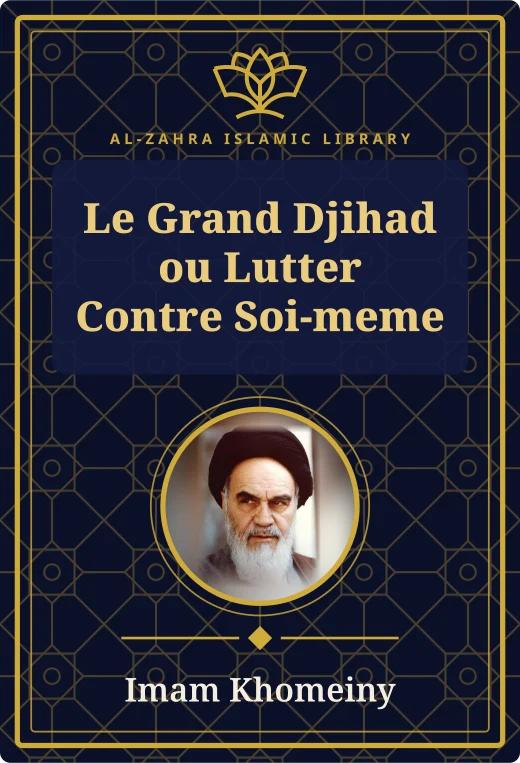 AL-ZAHRA ISLAMIC LIBRARY
Le Grand Djihad
ou Lutter
Contre Soi-meme
Imam Khomeiny